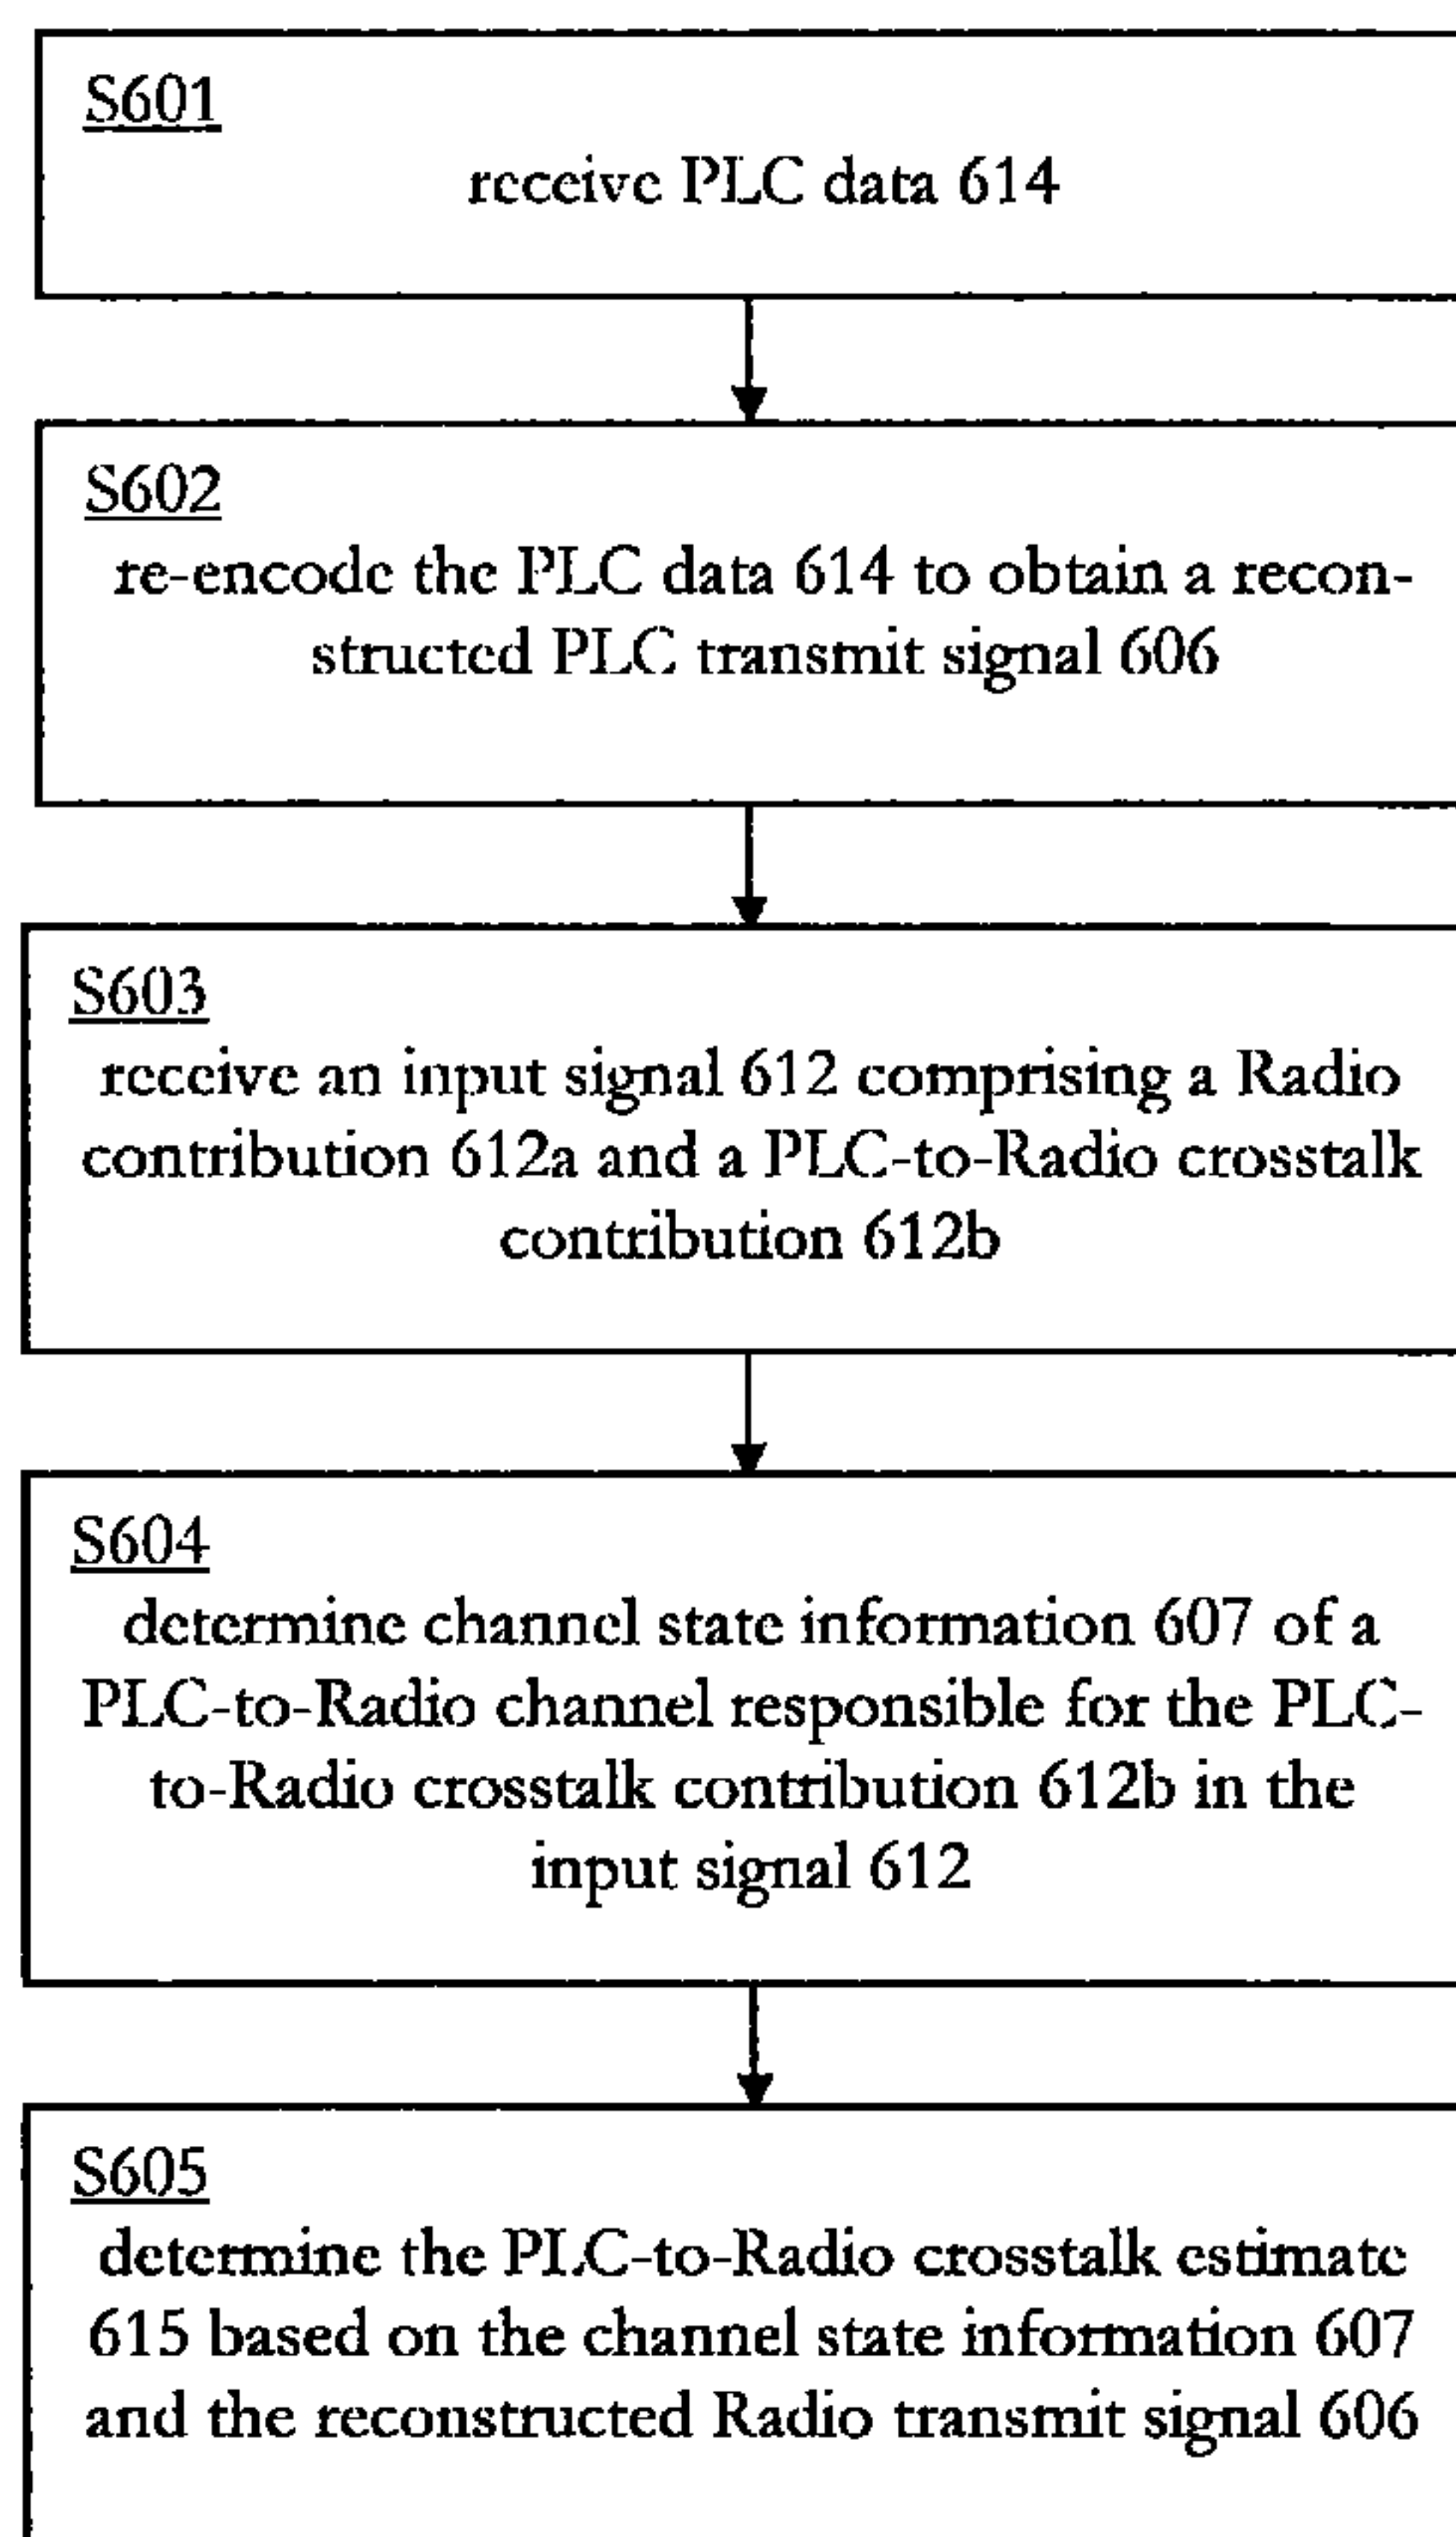 S601
receive PLC data 614
S602
re-encode the PLC data 614 to obtain a recon-
structed PLC transmit signal 606
S603
receive an input signal 612 comprising a Radio
contribution 612a and a PLC-to-Radio crosstalk
contribution 612b
S604
determine channel state information 607 of a
PLC-to-Radio channel responsible for the PLC-
to-Radio crosstalk contribution 612b in the
input signal 612
S605
determine the PLC-to-Radio crosstalk estimate
615 based on the channel state information 607
and the reconstructed Radio transmit signal 606